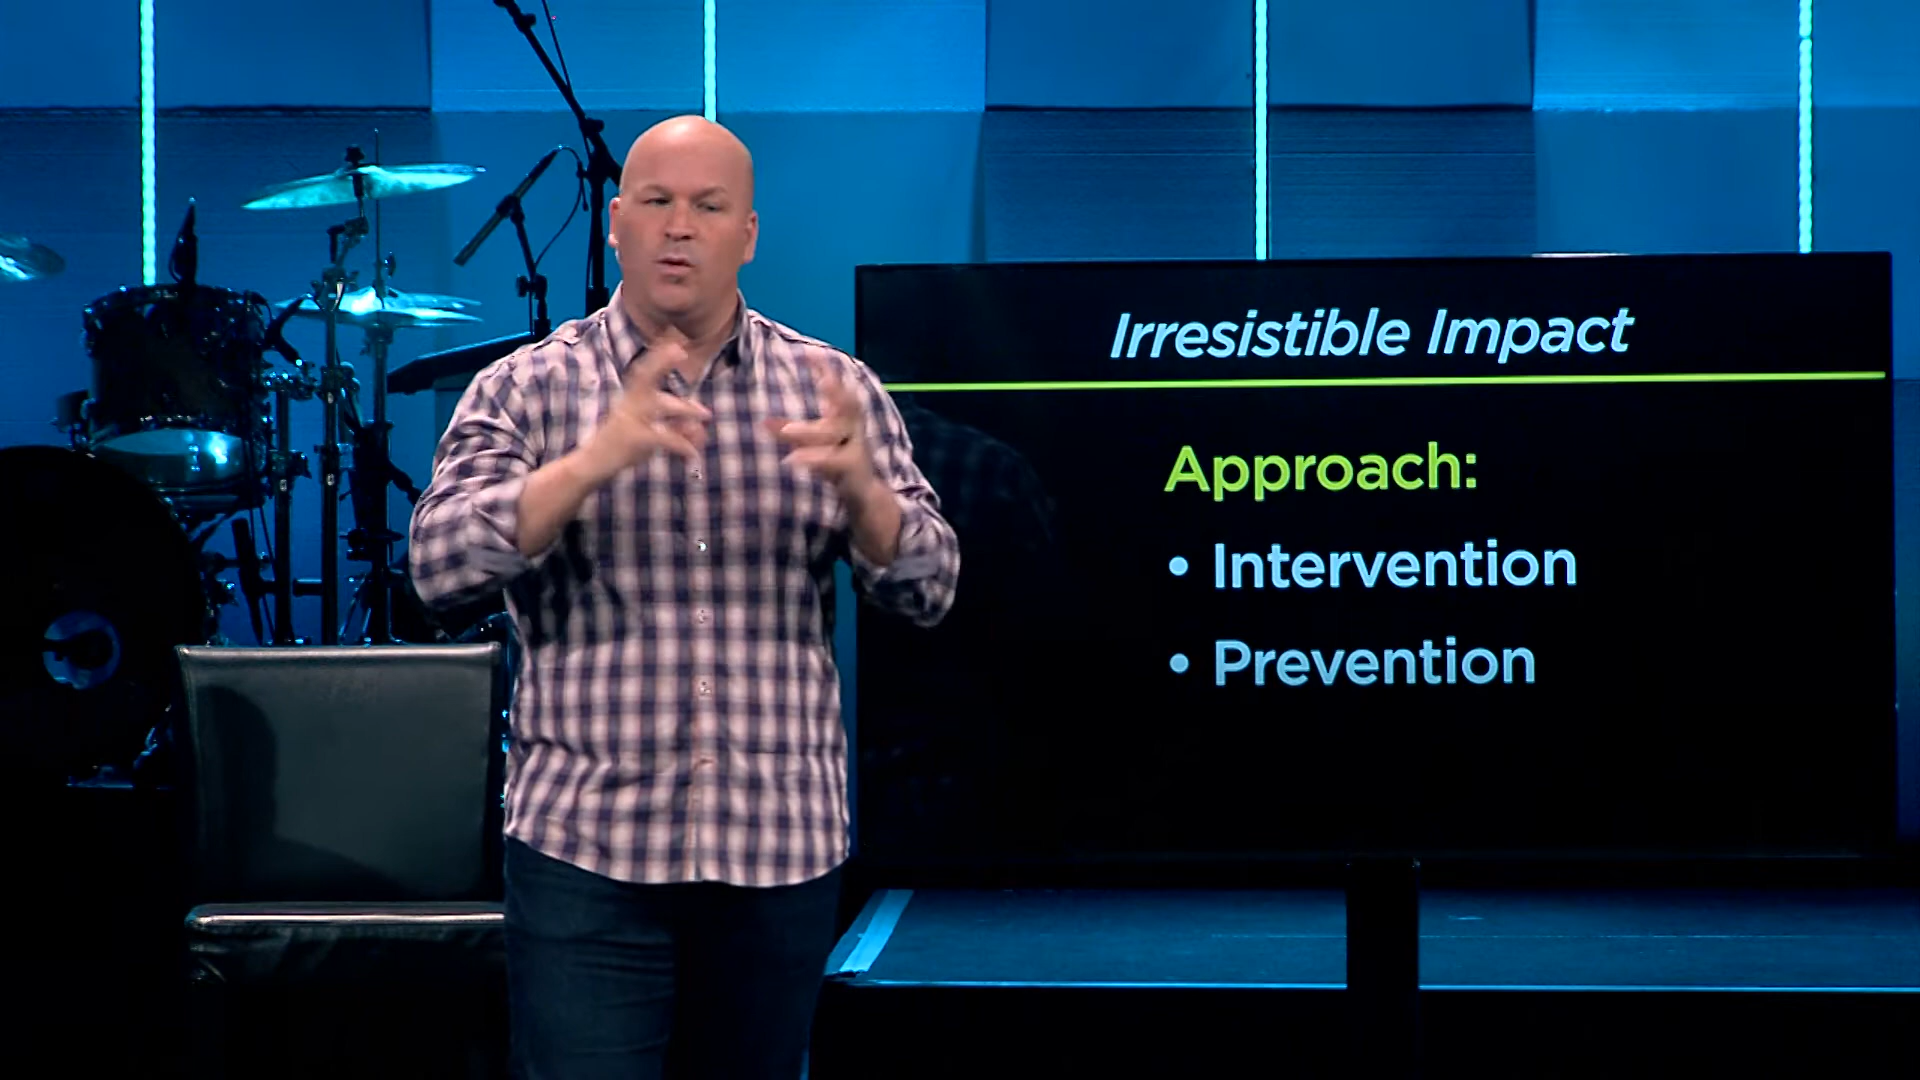 Irresistible Impact
Approach:
• Intervention
• Prevention